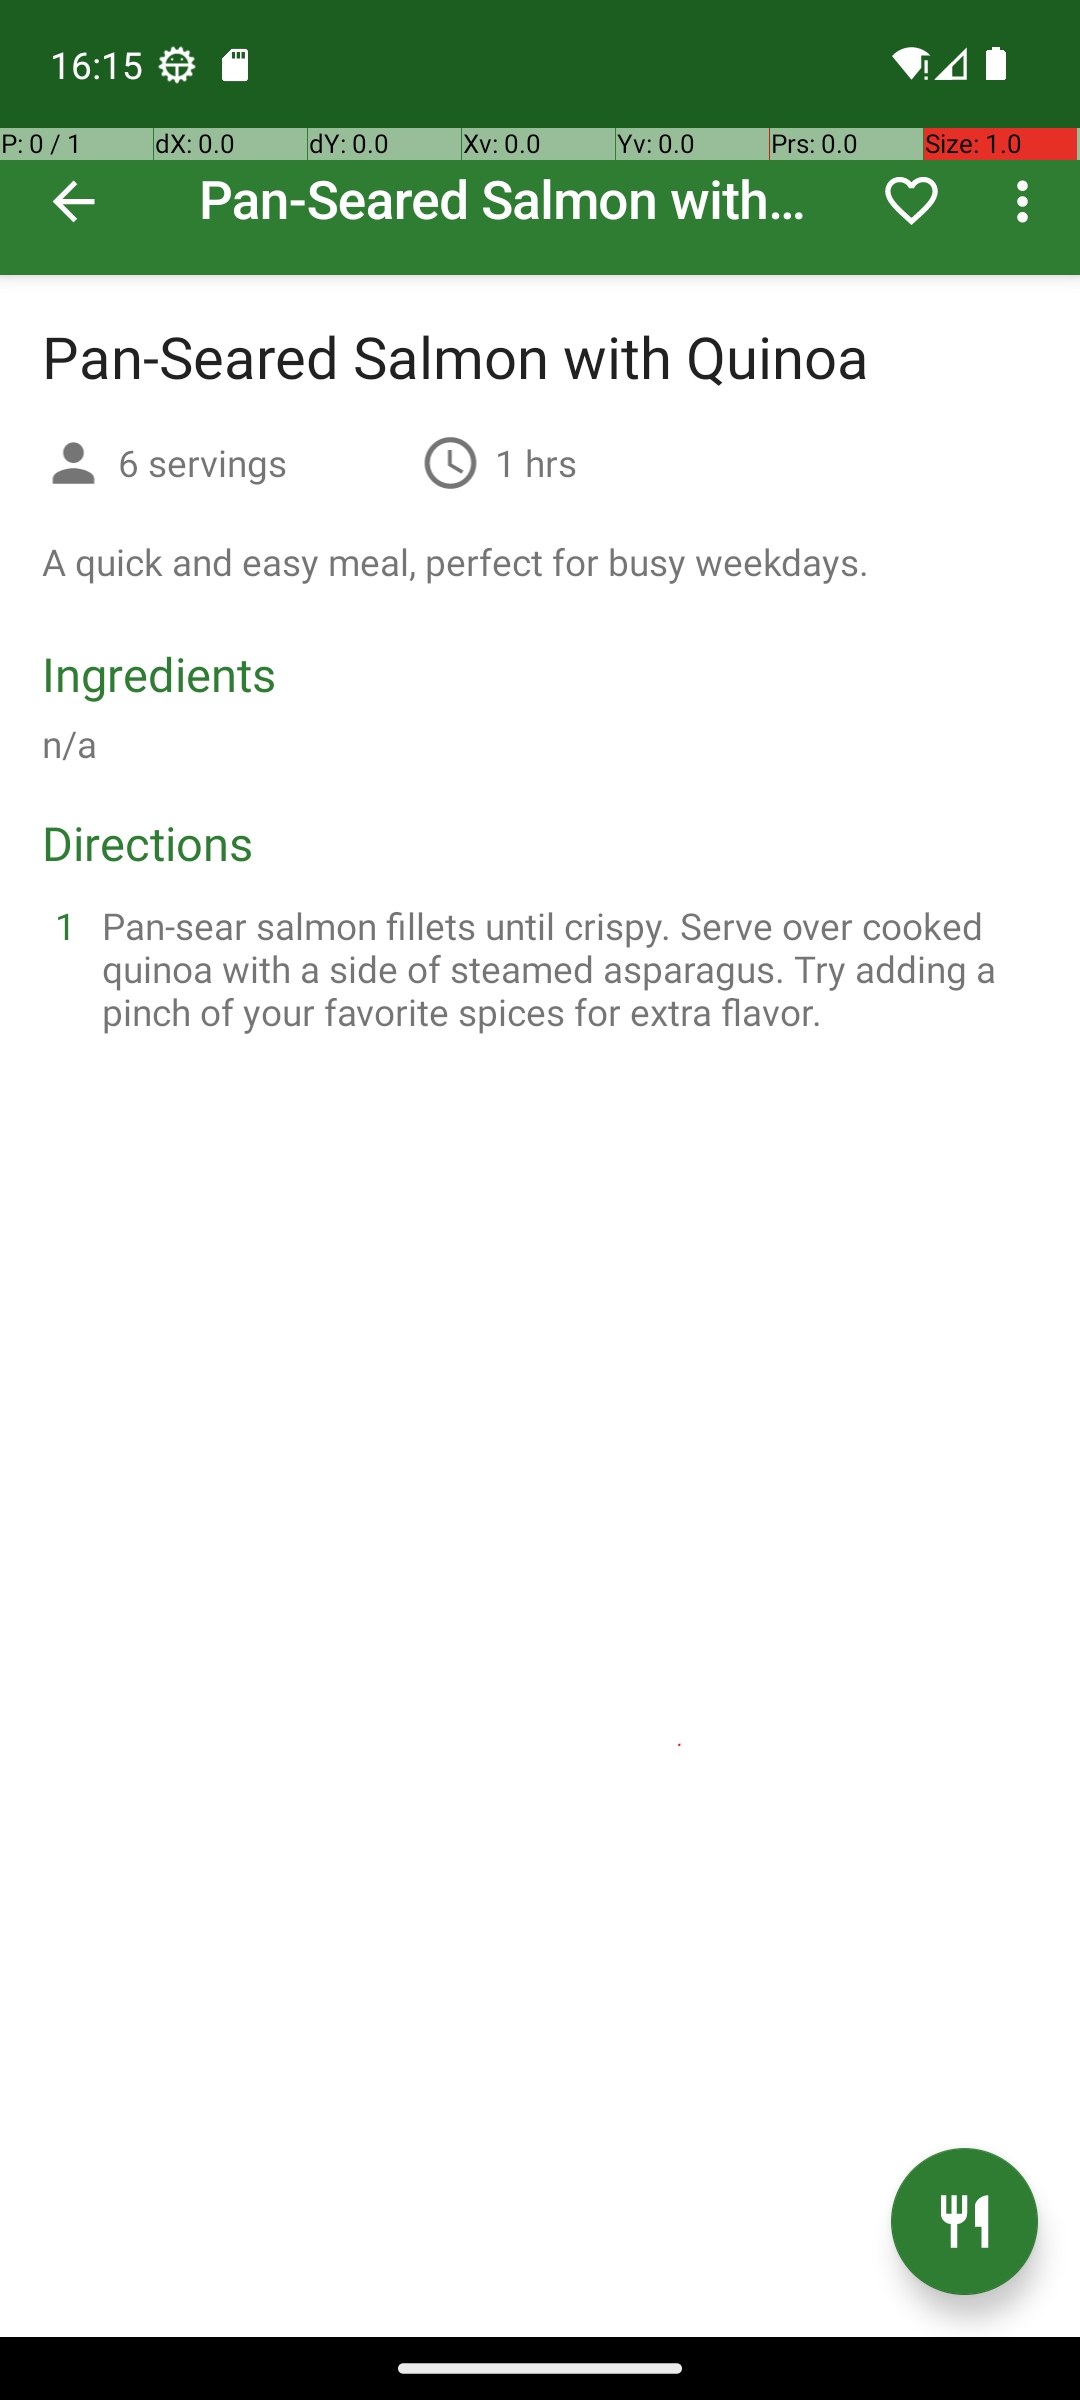 16:15
P: 0 / 1 dX: 0.0 dY: 0.0 Xv: 0.0 Yv: 0.0 Prs: 0.0 Size: 1.0
Pan-Seared Salmon with...
Pan-Seared Salmon with Quinoa
6 servings 1 hrs
A quick and easy meal, perfect for busy weekdays.
Ingredients
n/a
Directions
1 Pan-sear salmon fillets until crispy. Serve over cooked
quinoa with a side of steamed asparagus. Try adding a
pinch of your favorite spices for extra flavor.